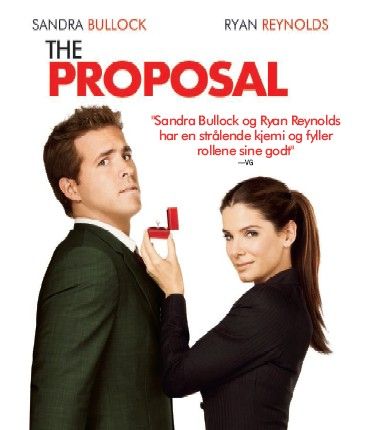 SANDRA BULLOCK RYAN REYNOLDS
THE
PROPOSAL
"Sandra Bullock og Ryan Reynolds
har en strålende kjemi og fyller
rollene sine godt"
—VG